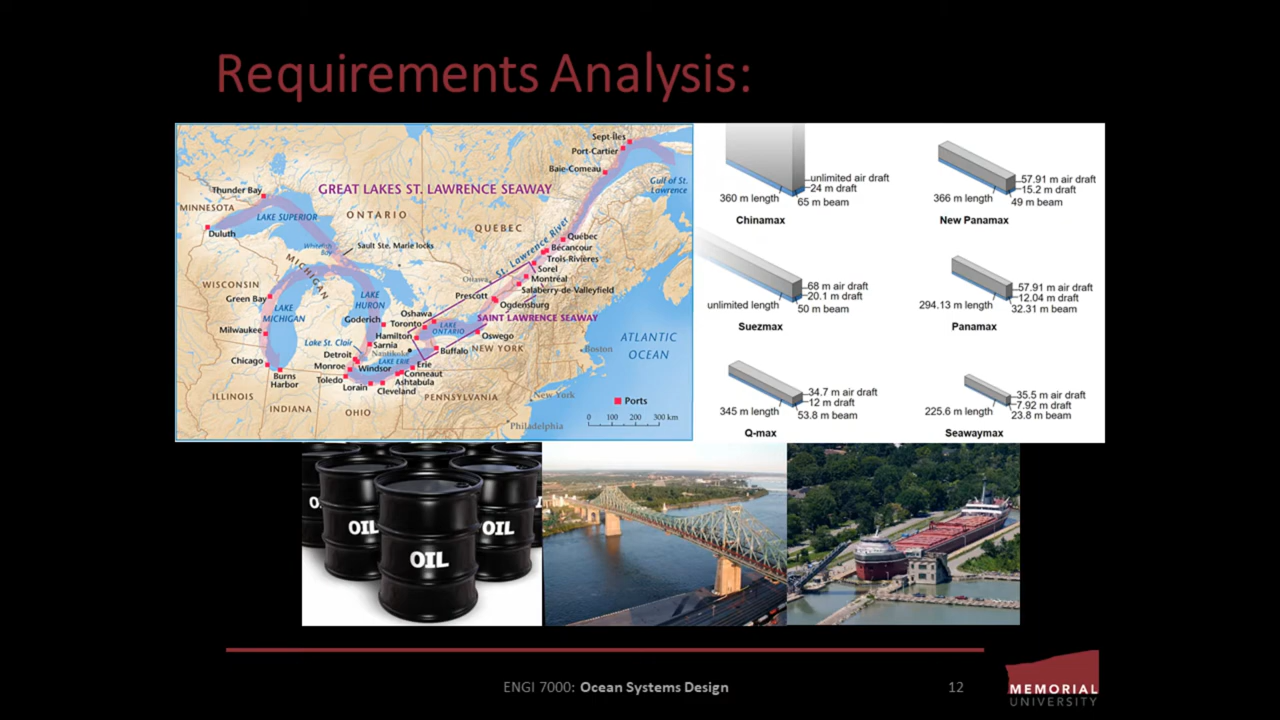 Requirements Analysis:
Sept-Iles
Port-Cartier
Baie-Comeau
Gulf of St.
Lawrence
Thunder Bay
GREAT LAKES ST. LAWRENCE SEAWAY
MINNESOTA
LAKE SUPERIOR
ONTARIO
QUEBEC
Duluth
Whitefish
Bay
Sault Ste. Marie locks
St. Lawrence River
Québec
Bécancour
Trois-Rivières
Sorel
Montréal
Salaberry-de-Valleyfield
Ottawa
MICHIGAN
WISCONSIN
Green Bay
LAKE
MICHIGAN
LAKE
HURON
Prescott
Ogdensburg
SAINT LAWRENCE SEAWAY
Oshawa
Toronto
LAKE
ONTARIO
Goderich
Hamilton
Oswego
Milwaukee
Lake St. Clair
Sarnia
Nanticoke
Buffalo
NEW YORK
Boston
ATLANTIC
OCEAN
Chicago
Detroit
Monroe
Windsor
LAKE ERIE
Erie
Conneaut
Ashtabula
Burns
Harbor
Toledo
Lorain
Cleveland
PENNSYLVANIA
New York
ILLINOIS
INDIANA
OHIO
Ports
0 100 200 300 km
Philadelphia
unlimited air draft
24 m draft
360 m length
65 m beam
Chinamax
57.91 m air draft
15.2 m draft
366 m length
49 m beam
New Panamax
68 m air draft
20.1 m draft
unlimited length
50 m beam
Suezmax
57.91 m air draft
12.04 m draft
294.13 m length
32.31 m beam
Panamax
34.7 m air draft
12 m draft
345 m length
53.8 m beam
Q-max
35.5 m air draft
7.92 m draft
225.6 m length
23.8 m beam
Seawaymax
OIL
OIL
OIL
ENGI 7000: Ocean Systems Design
12
MEMORIAL
UNIVERSITY